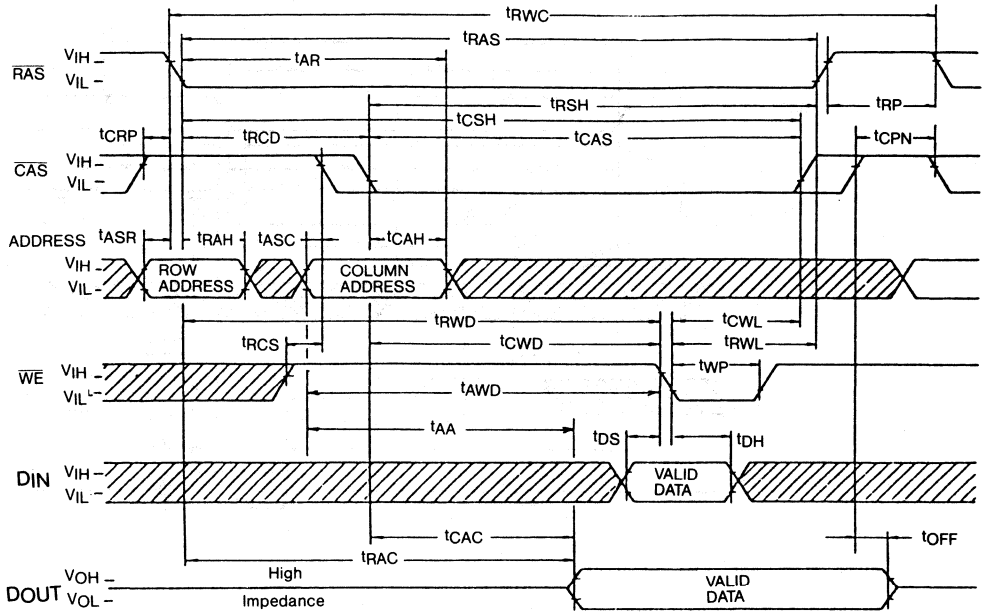 tRWC
tRAS
VIH
tAR
RAS
VIL
tRSH
tRP
tCSH
tCRP
tRCD
tCAS
tCPN
VIH
CAS
VIL
ADDRESS
tASR
tRAH
tASC
tCAH
VIH
VIL
ROW
ADDRESS
COLUMN
ADDRESS
tRWD
tCWL
tRCS
tCWD
tRWL
VIH
WE
VIL
tWP
tAWD
tAA
tDS
tDH
DIN
VIH
VIL
VALID
DATA
tCAC
tRAC
tOFF
DOUT
VOH
VOL
High
Impedance
VALID
DATA